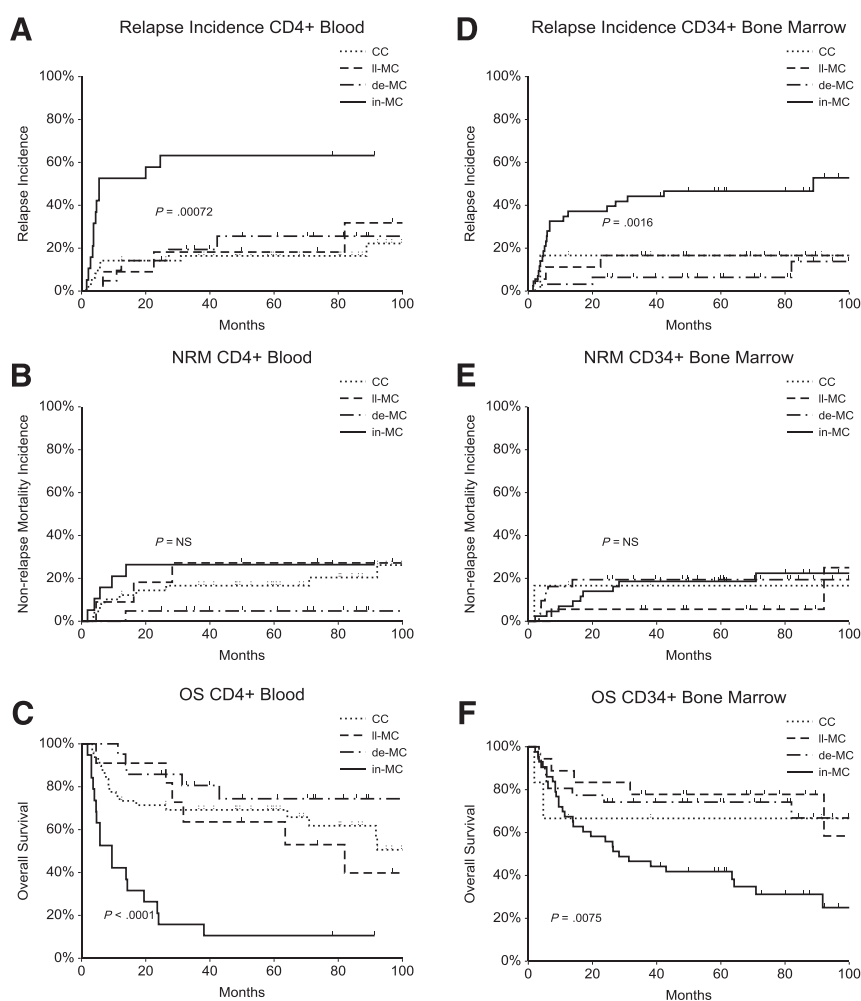 A
Relapse Incidence CD4+ Blood
CC
ll-MC
de-MC
in-MC
100%
80%
60%
40%
20%
0%
Relapse Incidence
P = .00072
0
20
40
60
80
100
Months
D
Relapse Incidence CD34+ Bone Marrow
CC
ll-MC
de-MC
in-MC
100%
80%
60%
40%
20%
0%
Relapse Incidence
P = .0016
0
20
40
60
80
100
Months
B
NRM CD4+ Blood
CC
ll-MC
de-MC
in-MC
100%
80%
60%
40%
20%
0%
Non-relapse Mortality Incidence
P = NS
0
20
40
60
80
100
Months
E
NRM CD34+ Bone Marrow
CC
ll-MC
de-MC
in-MC
100%
80%
60%
40%
20%
0%
Non-relapse Mortality Incidence
P = NS
0
20
40
60
80
100
Months
C
OS CD4+ Blood
CC
ll-MC
de-MC
in-MC
100%
80%
60%
40%
20%
0%
Overall Survival
P < .0001
0
20
40
60
80
100
Months
F
OS CD34+ Bone Marrow
CC
ll-MC
de-MC
in-MC
100%
80%
60%
40%
20%
0%
Overall Survival
P = .0075
0
20
40
60
80
100
Months